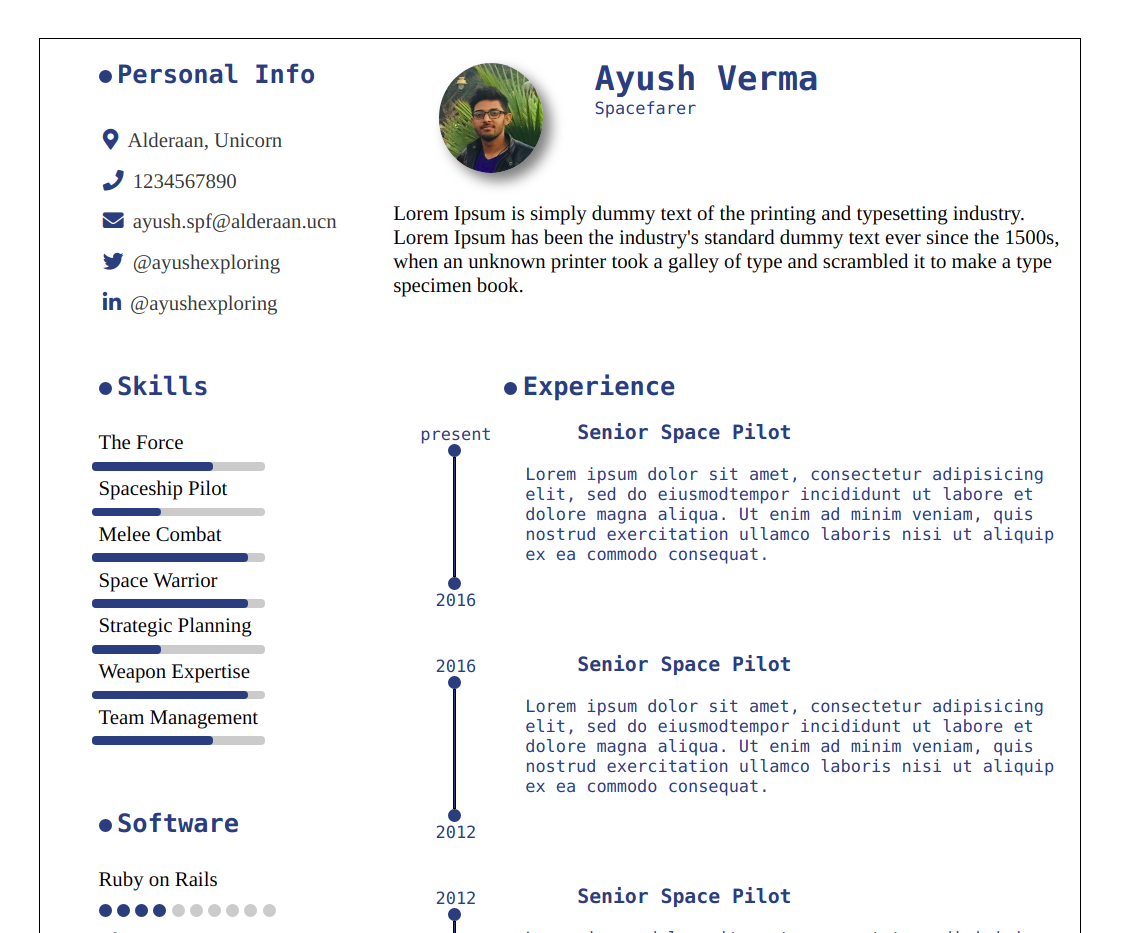 Personal Info
Alderaan, Unicorn
1234567890
ayush.spf@alderaan.ucn
@ayushexploring
@ayushexploring
Ayush Verma
Spacefarer
Lorem Ipsum is simply dummy text of the printing and typesetting industry.
Lorem Ipsum has been the industry's standard dummy text ever since the 1500s,
when an unknown printer took a galley of type and scrambled it to make a type
specimen book.
Skills
The Force
Spaceship Pilot
Melee Combat
Space Warrior
Strategic Planning
Weapon Expertise
Team Management
Software
Ruby on Rails
Experience
present
Senior Space Pilot
Lorem ipsum dolor sit amet, consectetur adipisicing
elit, sed do eiusmodtempor incididunt ut labore et
dolore magna aliqua. Ut enim ad minim veniam, quis
nostrud exercitation ullamco laboris nisi ut aliquip
ex ea commodo consequat.
2016
2016
Senior Space Pilot
Lorem ipsum dolor sit amet, consectetur adipisicing
elit, sed do eiusmodtempor incididunt ut labore et
dolore magna aliqua. Ut enim ad minim veniam, quis
nostrud exercitation ullamco laboris nisi ut aliquip
ex ea commodo consequat.
2012
2012
Senior Space Pilot